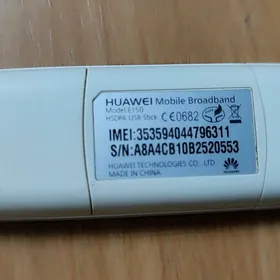 HUAWEI Mobile Broadband
Model:E150
HSDPA USB Stick CE0682
IMEI:353594044796311
S/N:A8A4CB10B2520553
HUAWEI TECHNOLOGIES CO., LTD.
MADE IN CHINA
HUAWEI